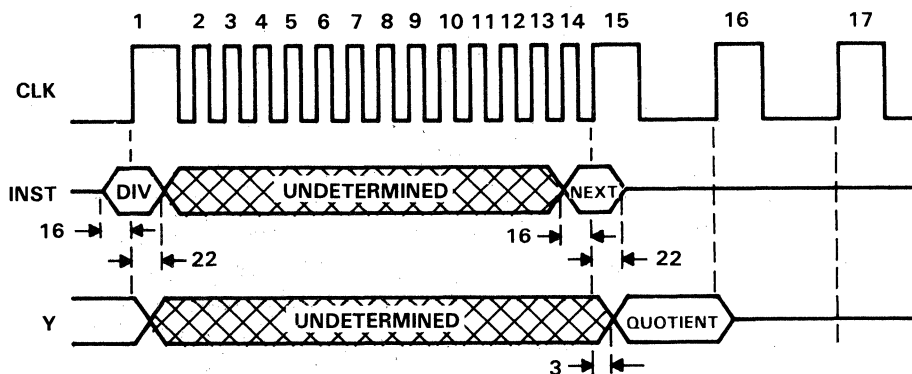 1 2 3 4 5 6 7 8 9 10 11 12 13 14 15 16 17
CLK
INST DIV UNDETERMINED NEXT
16 22 16 22
Y UNDETERMINED QUOTIENT
3